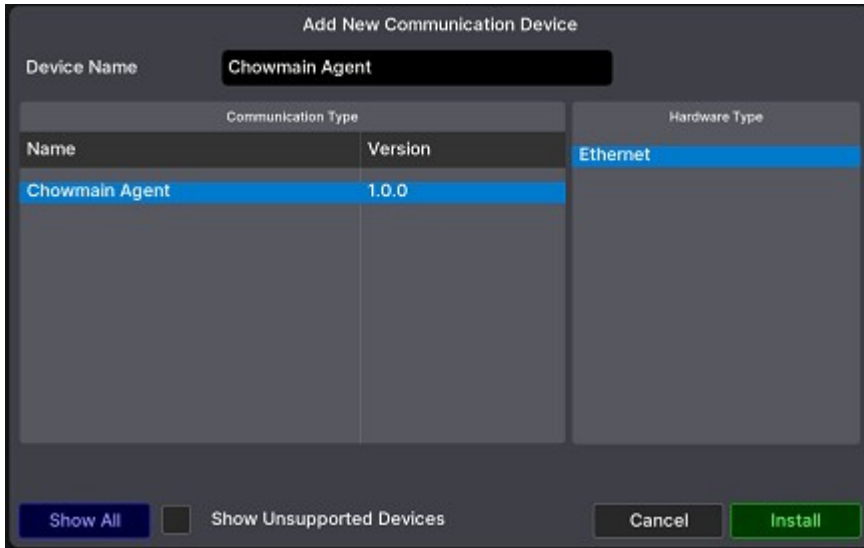 Add New Communication Device
Device Name Chowmain Agent
Communication Type Hardware Type
Name Version
Ethernet
Chowmain Agent 1.0.0
Show All Show Unsupported Devices Cancel Install